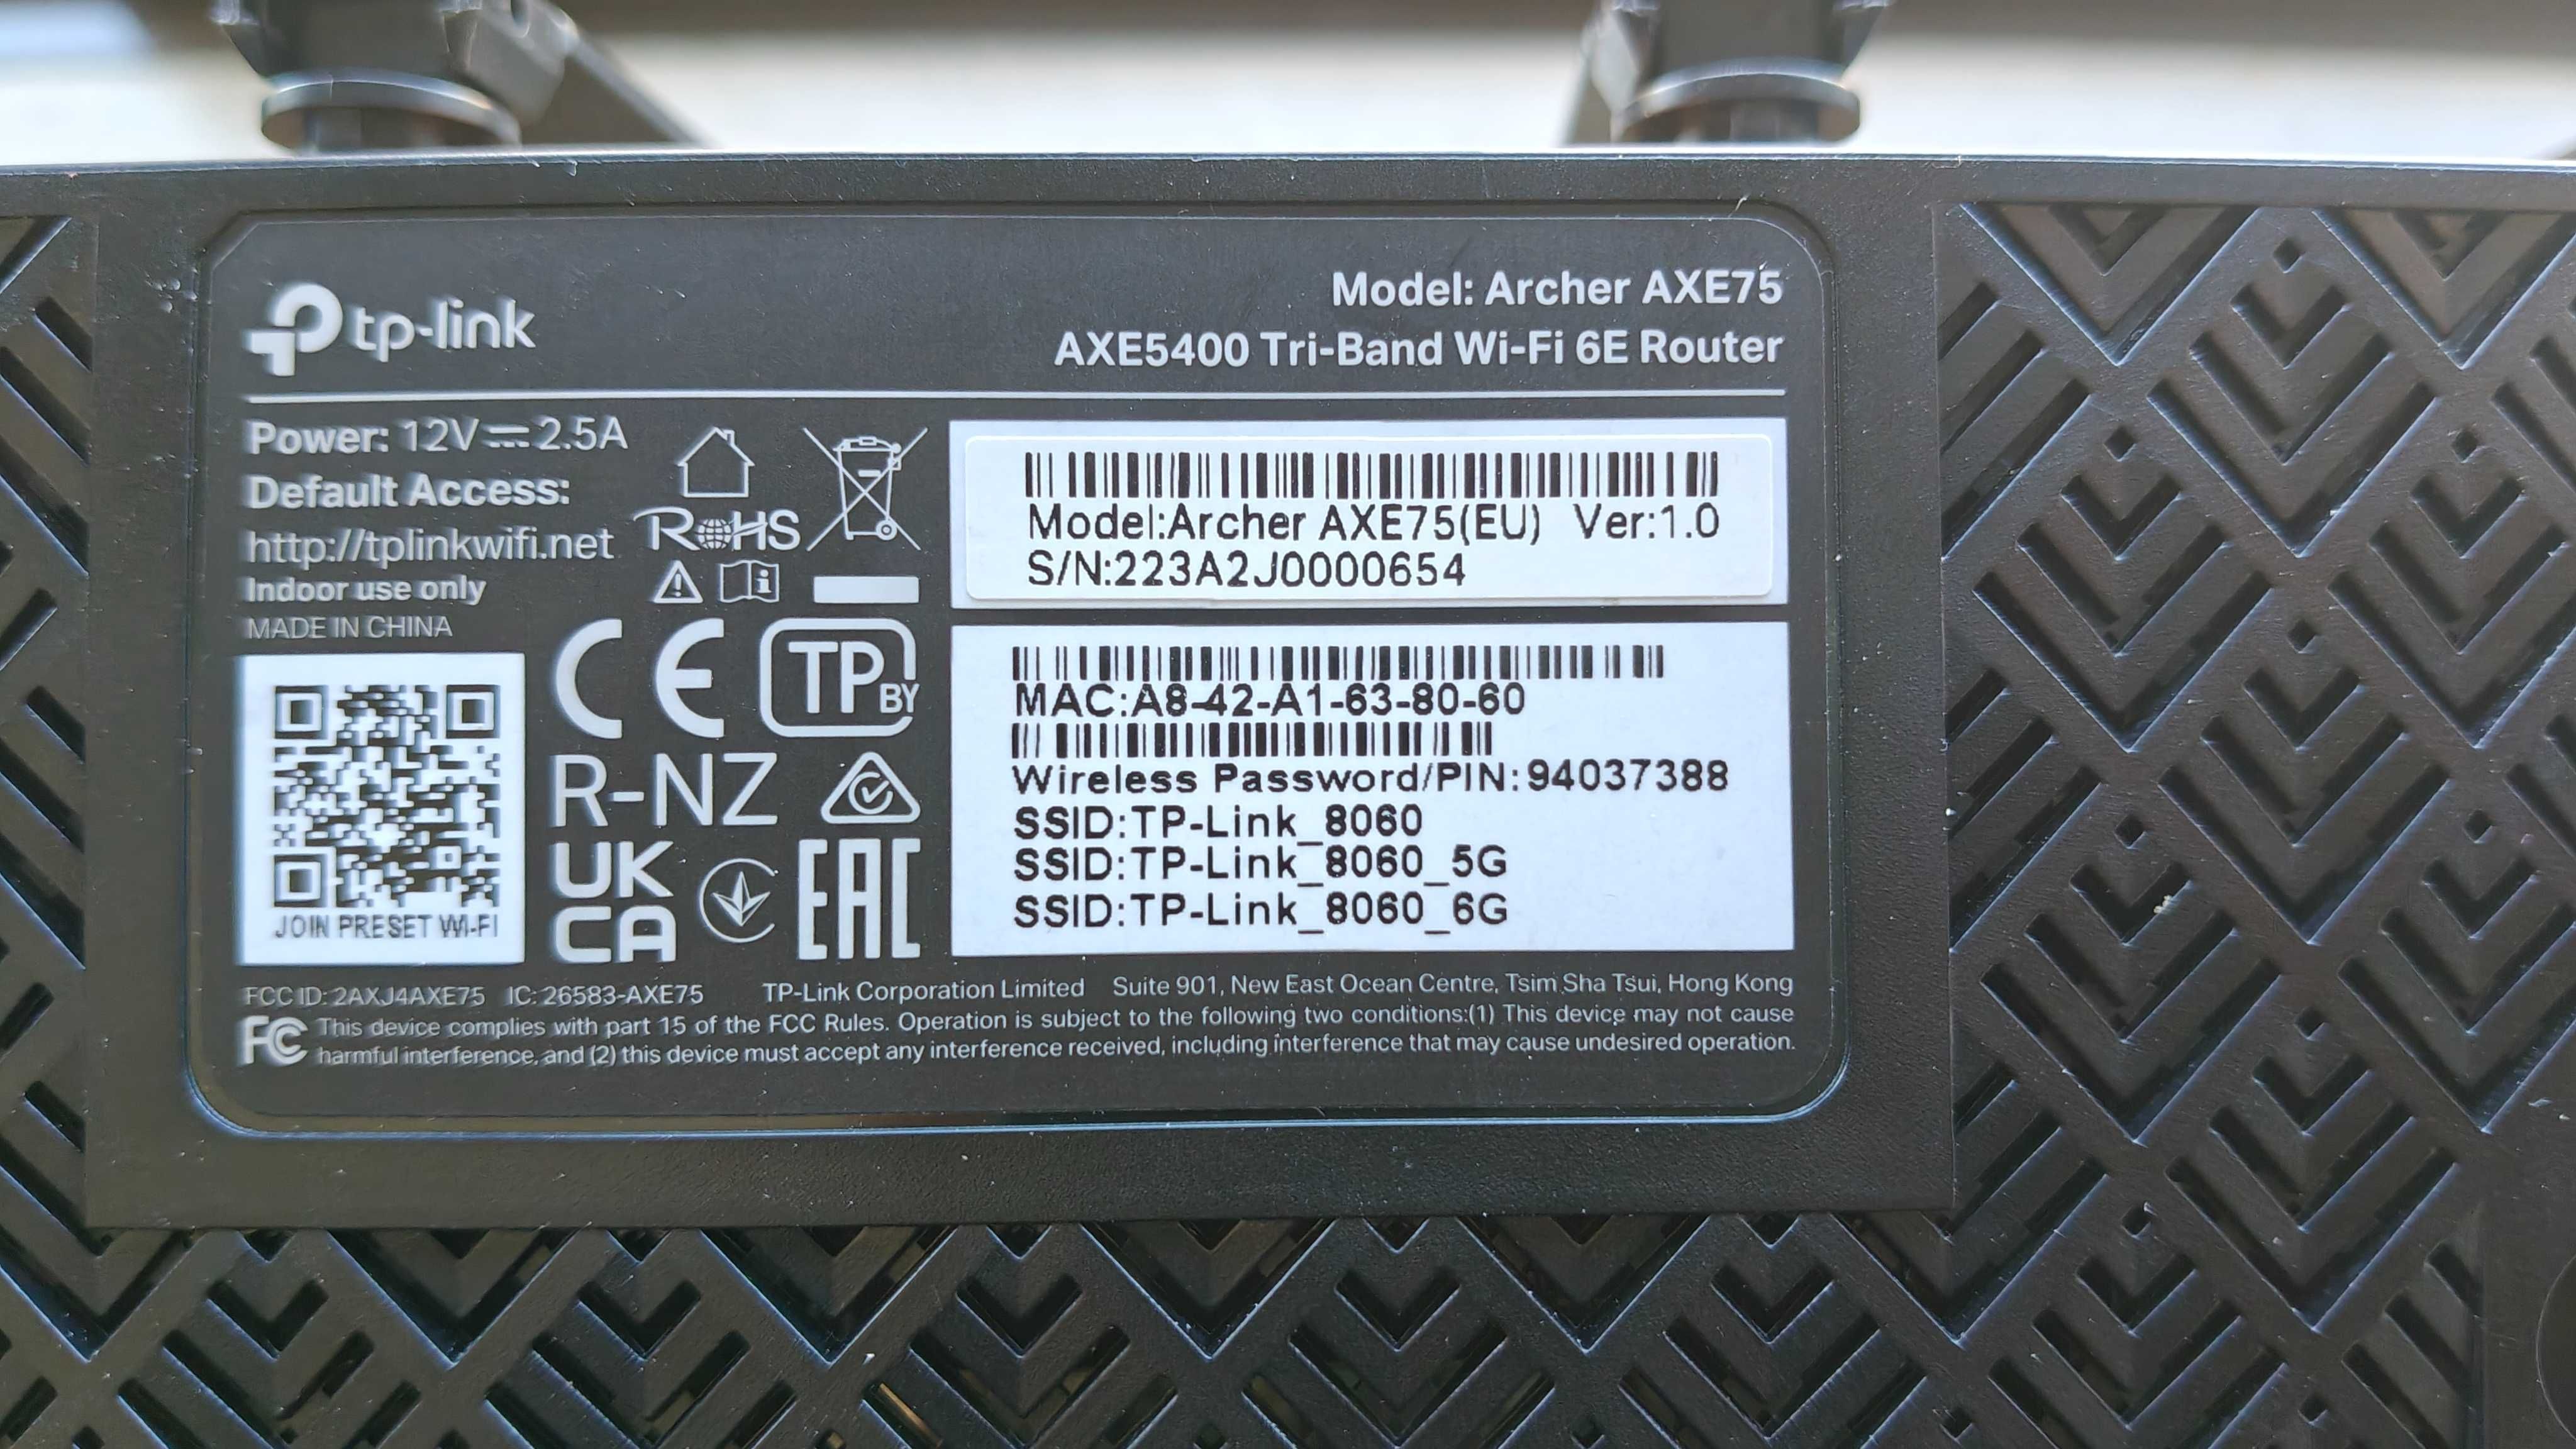 tp-link
Model: Archer AXE75
AXE5400 Tri-Band Wi-Fi 6E Router
Power: 12V⎓2.5A
Default Access:
http://tplinkwifi.net
Indoor use only
MADE IN CHINA
RoHS
JOIN PRESET WI-FI
CE
TP BY
R-NZ
UK
CA
EAC
Model:Archer AXE75(EU) Ver:1.0
S/N:223A2J0000654
MAC:A8-42-A1-63-80-60
Wireless Password/PIN:94037388
SSID:TP-Link_8060
SSID:TP-Link_8060_5G
SSID:TP-Link_8060_6G
FCC ID: 2AXJ4AXE75 IC: 26583-AXE75 TP-Link Corporation Limited Suite 901, New East Ocean Centre, Tsim Sha Tsui, Hong Kong
FC This device complies with part 15 of the FCC Rules. Operation is subject to the following two conditions:(1) This device may not cause
harmful interference, and (2) this device must accept any interference received, including interference that may cause undesired operation.